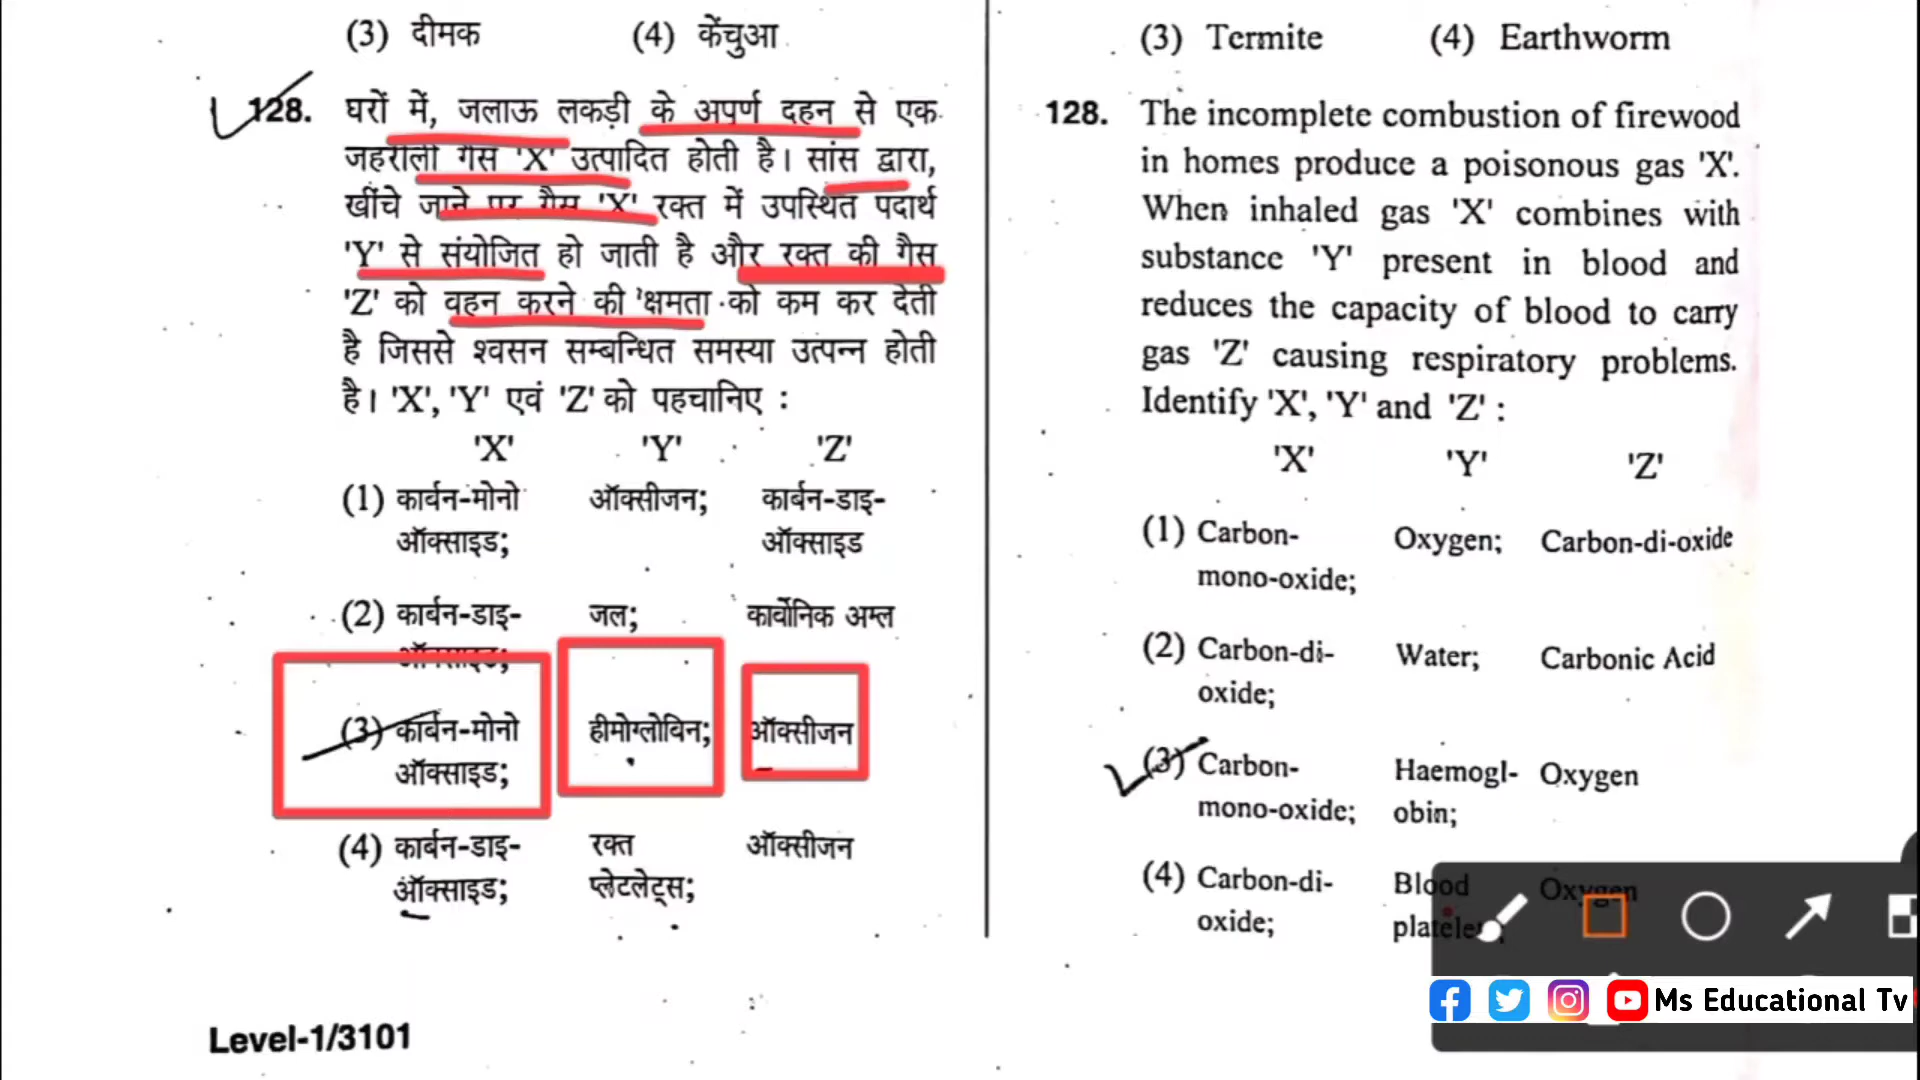 (3) दीमक (4) केंचुआ
128. घरों में, जलाऊ लकड़ी के अपूर्ण दहन से एक
जहरीली गैस 'X' उत्पादित होती है। सांस द्वारा,
खींचे जाने पर गैस 'X' रक्त में उपस्थित पदार्थ
'Y' से संयोजित हो जाती है और रक्त की गैस
'Z' को वहन करने की क्षमता को कम कर देती
है जिससे श्वसन सम्बन्धित समस्या उत्पन्न होती
है। 'X', 'Y' एवं 'Z' को पहचानिए :
'X' 'Y' 'Z'
(1) कार्बन-मोनो ऑक्सीजन; कार्बन-डाइ-
ऑक्साइड; ऑक्साइड
(2) कार्बन-डाइ- जल; कार्बोनिक अम्ल
ऑक्साइड;
(3) कार्बन-मोनो हीमोग्लोबिन; ऑक्सीजन
ऑक्साइड;
(4) कार्बन-डाइ- रक्त ऑक्सीजन
ऑक्साइड; प्लेटलेट्स;
Level-1/3101
(3) Termite (4) Earthworm
128. The incomplete combustion of firewood
in homes produce a poisonous gas 'X'.
When inhaled gas 'X' combines with
substance 'Y' present in blood and
reduces the capacity of blood to carry
gas 'Z' causing respiratory problems.
Identify 'X', 'Y' and 'Z' :
'X' 'Y' 'Z'
(1) Carbon- Oxygen; Carbon-di-oxide
mono-oxide;
(2) Carbon-di- Water; Carbonic Acid
oxide;
(3) Carbon- Haemogl- Oxygen
mono-oxide; obin;
(4) Carbon-di- Blood Oxygen
oxide; platelets;
Ms Educational Tv